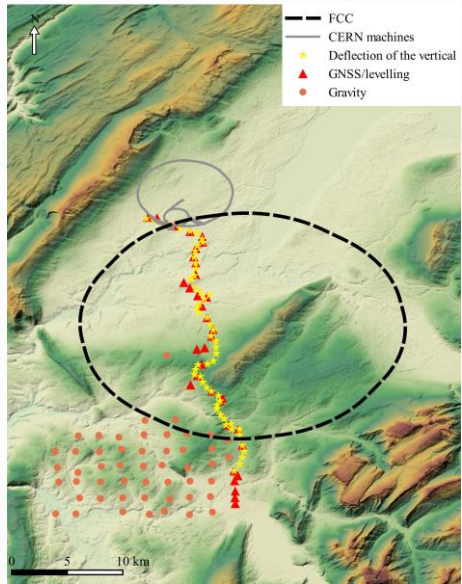 N
FCC
CERN machines
Deflection of the vertical
GNSS/levelling
Gravity
0 5 10 km